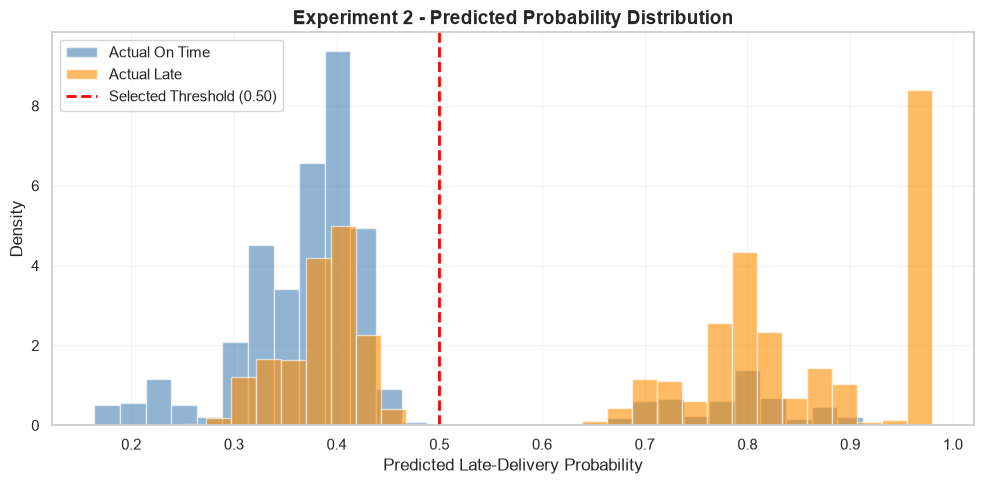 Experiment 2 - Predicted Probability Distribution
Actual On Time
Actual Late
Selected Threshold (0.50)
Density
8
6
4
2
0
0.2 0.3 0.4 0.5 0.6 0.7 0.8 0.9 1.0
Predicted Late-Delivery Probability